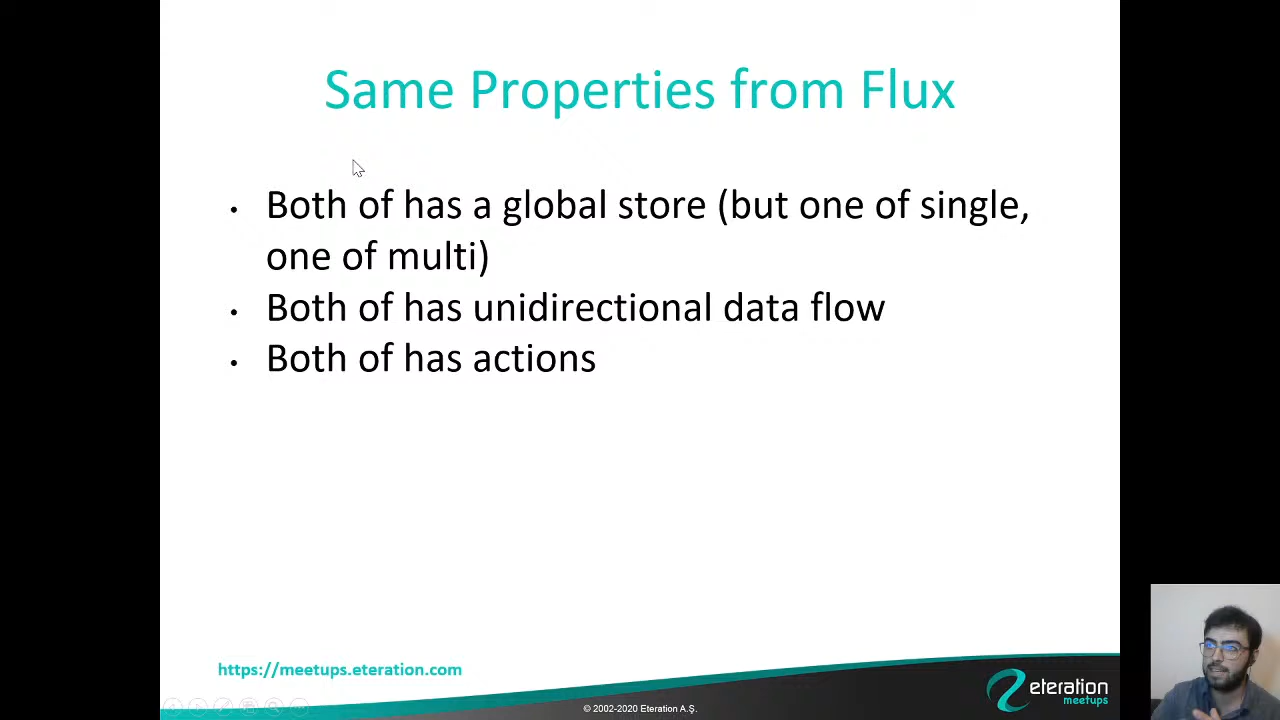 Same Properties from Flux
• Both of has a global store (but one of single,
one of multi)
• Both of has unidirectional data flow
• Both of has actions
https://meetups.eteration.com
© 2002-2020 Eteration A.Ş.
eteration
meetups